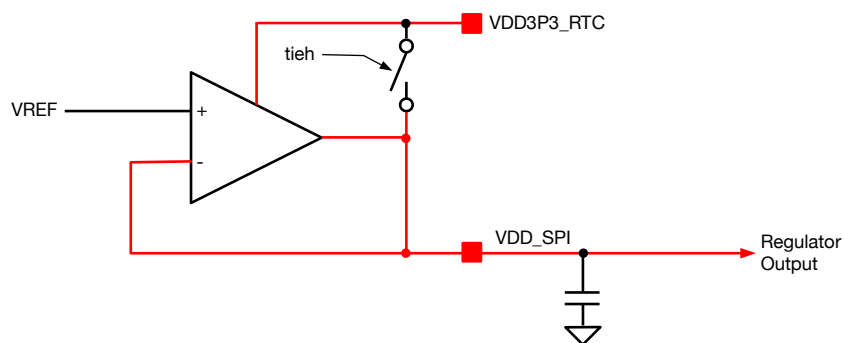 VDD3P3_RTC
tieh
VREF
+
-
VDD_SPI
Regulator
Output